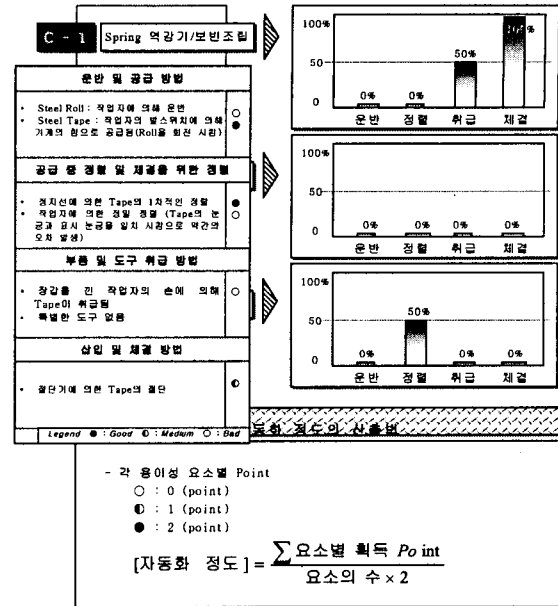 C - 1
Spring 역감기/보빈조립
운반 및 공급 방법
• Steel Roll : 작업자에 의해 운반 ○
• Steel Tape : 작업자의 발스위치에 의해 ●
기계의 힘으로 공급됨(Roll을 회전 시킴)
공급 중 정렬 및 체결을 위한 정렬
• 정지선에 의한 Tape의 1차적인 정렬 ●
• 작업자에 의한 정밀 정렬 (Tape의 눈 ○
금과 표시 눈금을 일치 시킴으로 약간의
오차 발생)
부품 및 도구 취급 방법
• 장갑을 낀 작업자의 손에 의해 ○
Tape이 취급됨
• 특별한 도구 없음
삽입 및 체결 방법
• 절단기에 의한 Tape의 절단 ◐
Legend ● : Good ◐ : Medium ○ : Bad
100%
50
0
0%
0%
50%
100%
운반 정렬 취급 체결
100%
50
0
0% 0% 0% 0%
운반 정렬 취급 체결
100%
50
0
0% 50% 0% 0%
운반 정렬 취급 체결
동화 정도의 산출법
- 각 용이성 요소별 Point
○ : 0 (point)
◐ : 1 (point)
● : 2 (point)
[자동화 정도] = ∑ 요소별 획득 Po int
요소의 수 × 2